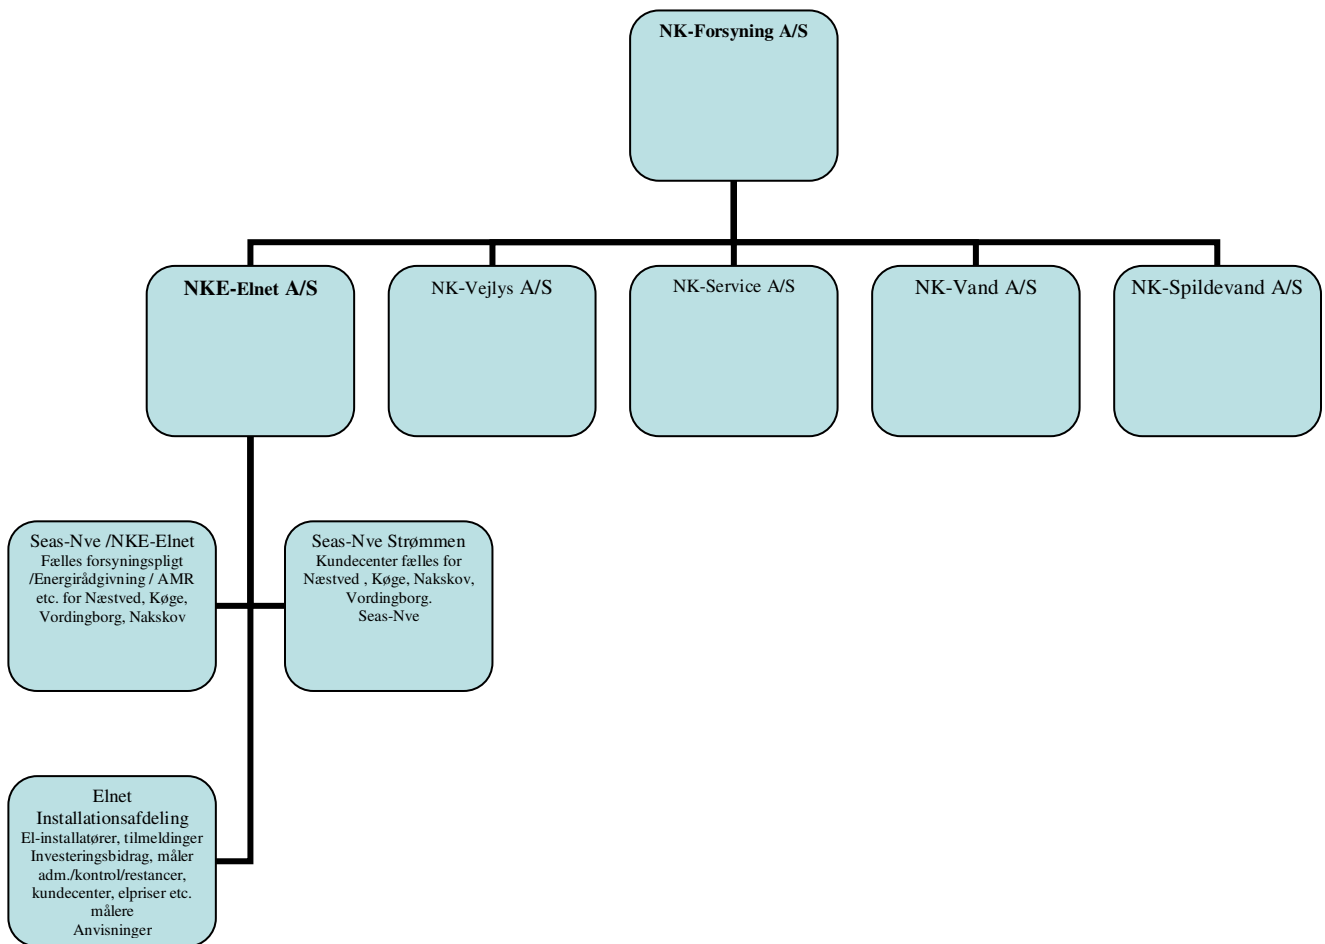 NK-Forsyning A/S
NKE-Elnet A/S
NK-Vejlys A/S
NK-Service A/S
NK-Vand A/S
NK-Spildevand A/S
Seas-Nve /NKE-Elnet
Fælles forsyningspligt
/Energirådgivning / AMR
etc. for Næstved, Køge,
Vordingborg, Nakskov
Seas-Nve Strømmen
Kundecenter fælles for
Næstved , Køge, Nakskov,
Vordingborg.
Seas-Nve
Elnet
Installationsafdeling
El-installatører, tilmeldinger
Investeringsbidrag, måler
adm./kontrol/restancer,
kundecenter, elpriser etc.
målere
Anvisninger